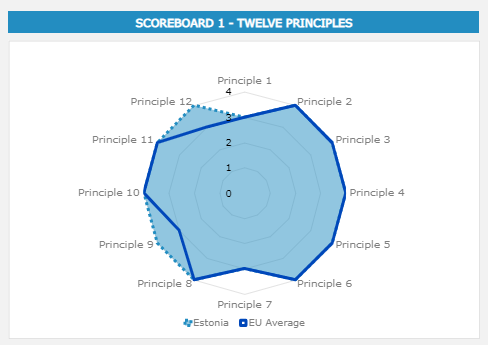 SCOREBOARD 1 - TWELVE PRINCIPLES
Principle 1
4
Principle 12
Principle 2
3
Principle 11
Principle 3
2
1
Principle 10
0
Principle 4
Principle 9
Principle 5
Principle 8
Principle 6
Principle 7
Estonia
EU Average